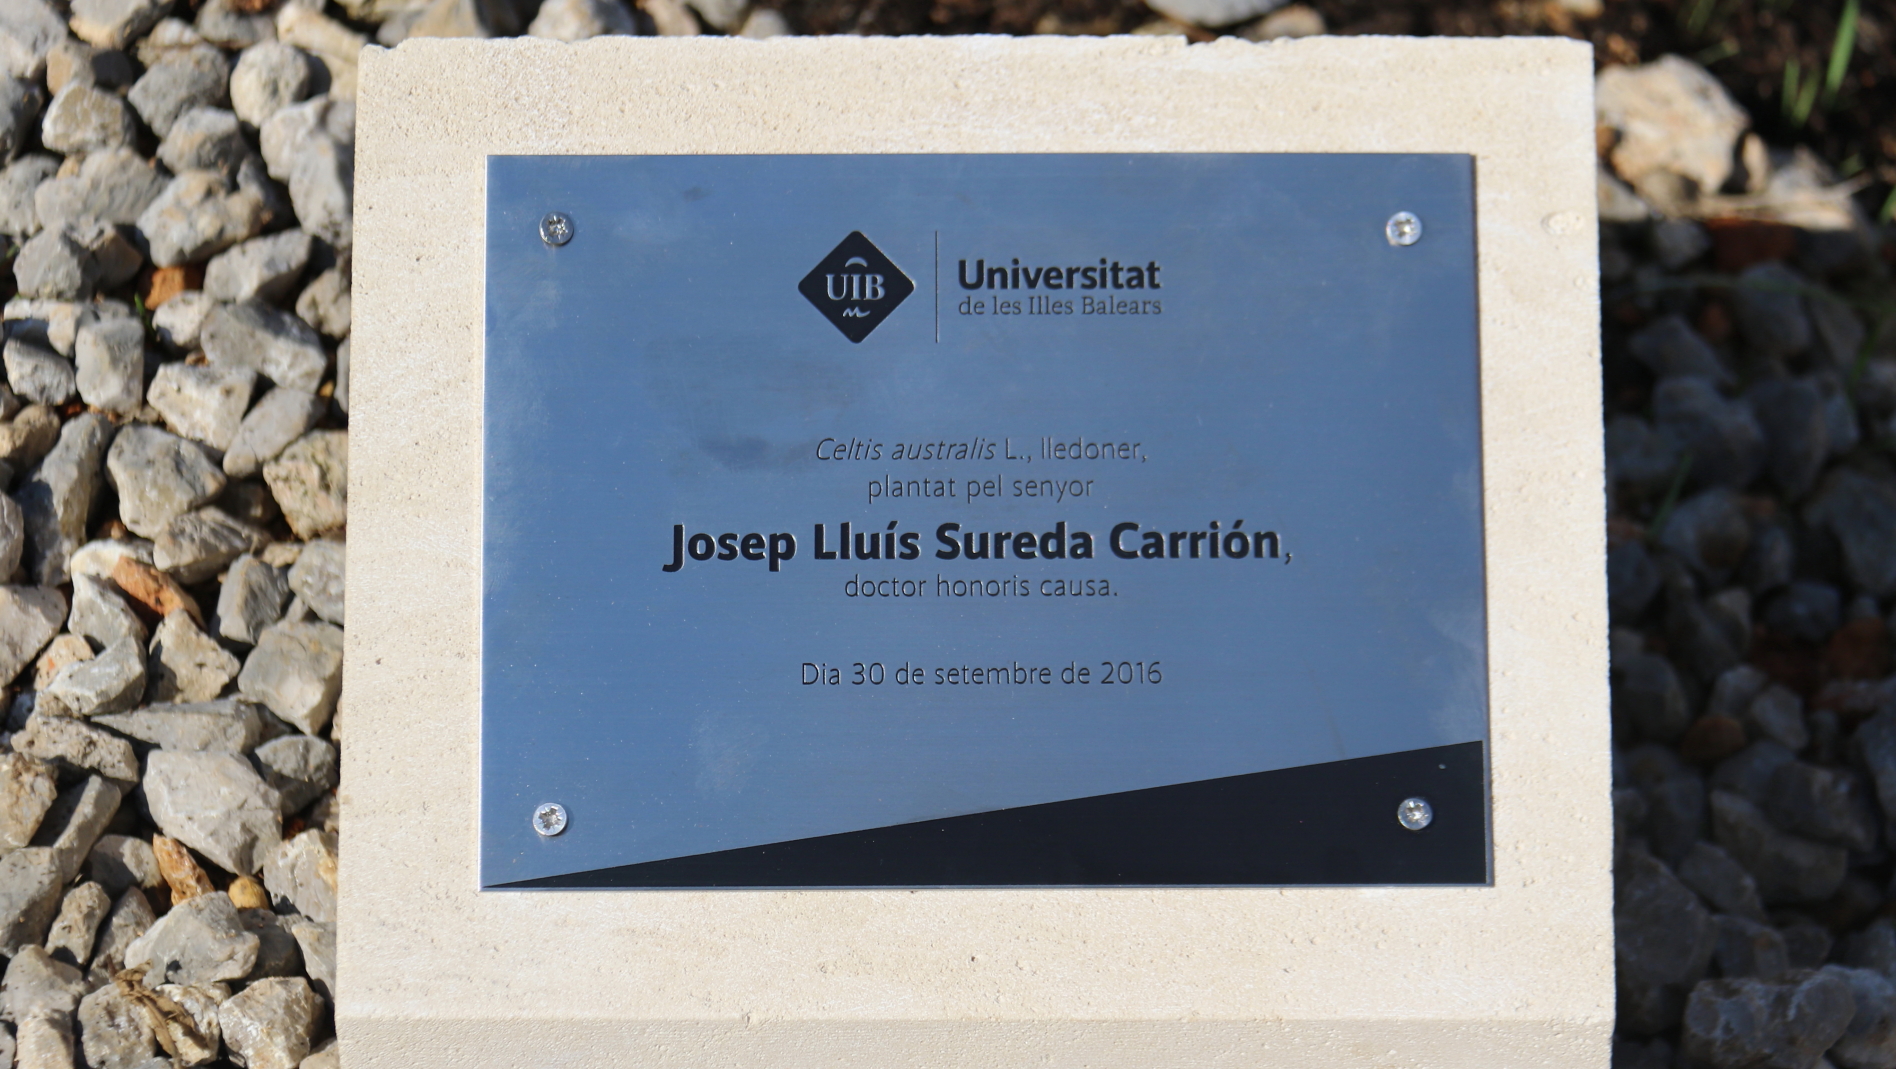 UIB
Universitat
de les Illes Balears
Celtis australis L., lledoner,
plantat pel senyor
Josep Lluís Sureda Carrión,
doctor honoris causa.
Dia 30 de setembre de 2016